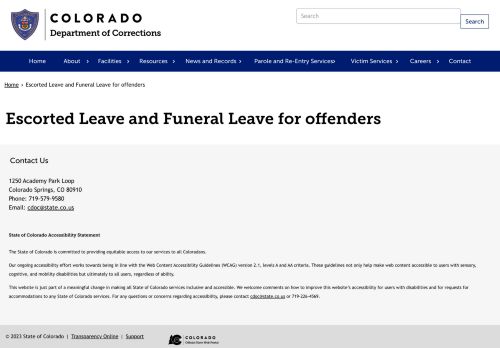 COLORADO
Department of Corrections
Search
Search
Home About Facilities Resources News and Records Parole and Re-Entry Services Victim Services Careers Contact
Home › Escorted Leave and Funeral Leave for offenders
Escorted Leave and Funeral Leave for offenders
Contact Us
1250 Academy Park Loop
Colorado Springs, CO 80910
Phone: 719-579-9580
Email: cdoc@state.co.us
State of Colorado Accessibility Statement
The State of Colorado is committed to providing equitable access to our services to all Coloradans.
Our ongoing accessibility effort works towards being in line with the Web Content Accessibility Guidelines (WCAG) version 2.1, levels A and AA criteria. These guidelines not only help make web content accessible to users with sensory,
cognitive, and mobility disabilities but ultimately to all users, regardless of ability.
This website is just part of a meaningful change in making all State of Colorado services inclusive and accessible. We welcome comments on how to improve this website's accessibility for users with disabilities and for requests for
accommodations to any State of Colorado services. For any questions or concerns regarding accessibility, please contact cdoc@state.co.us or 719-226-4569.
© 2023 State of Colorado | Transparency Online | Support
COLORADO
Official State Web Portal